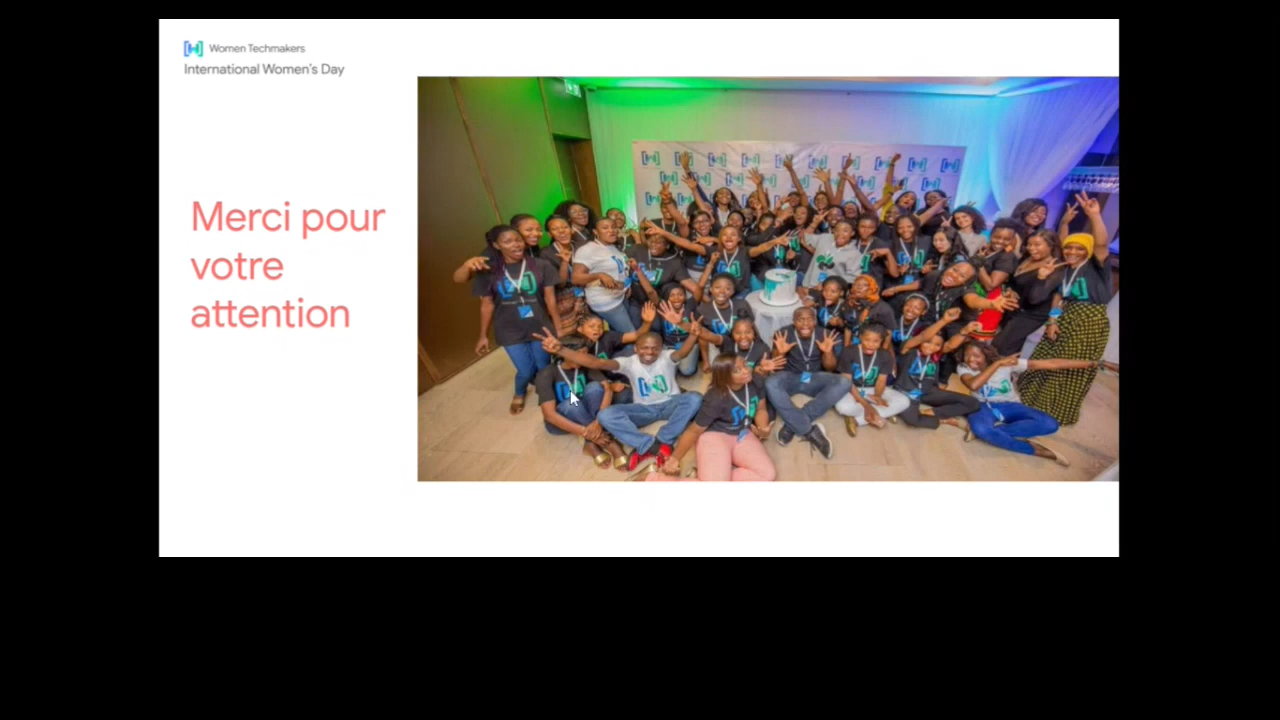 Women Techmakers
International Women's Day
Merci pour
votre
attention